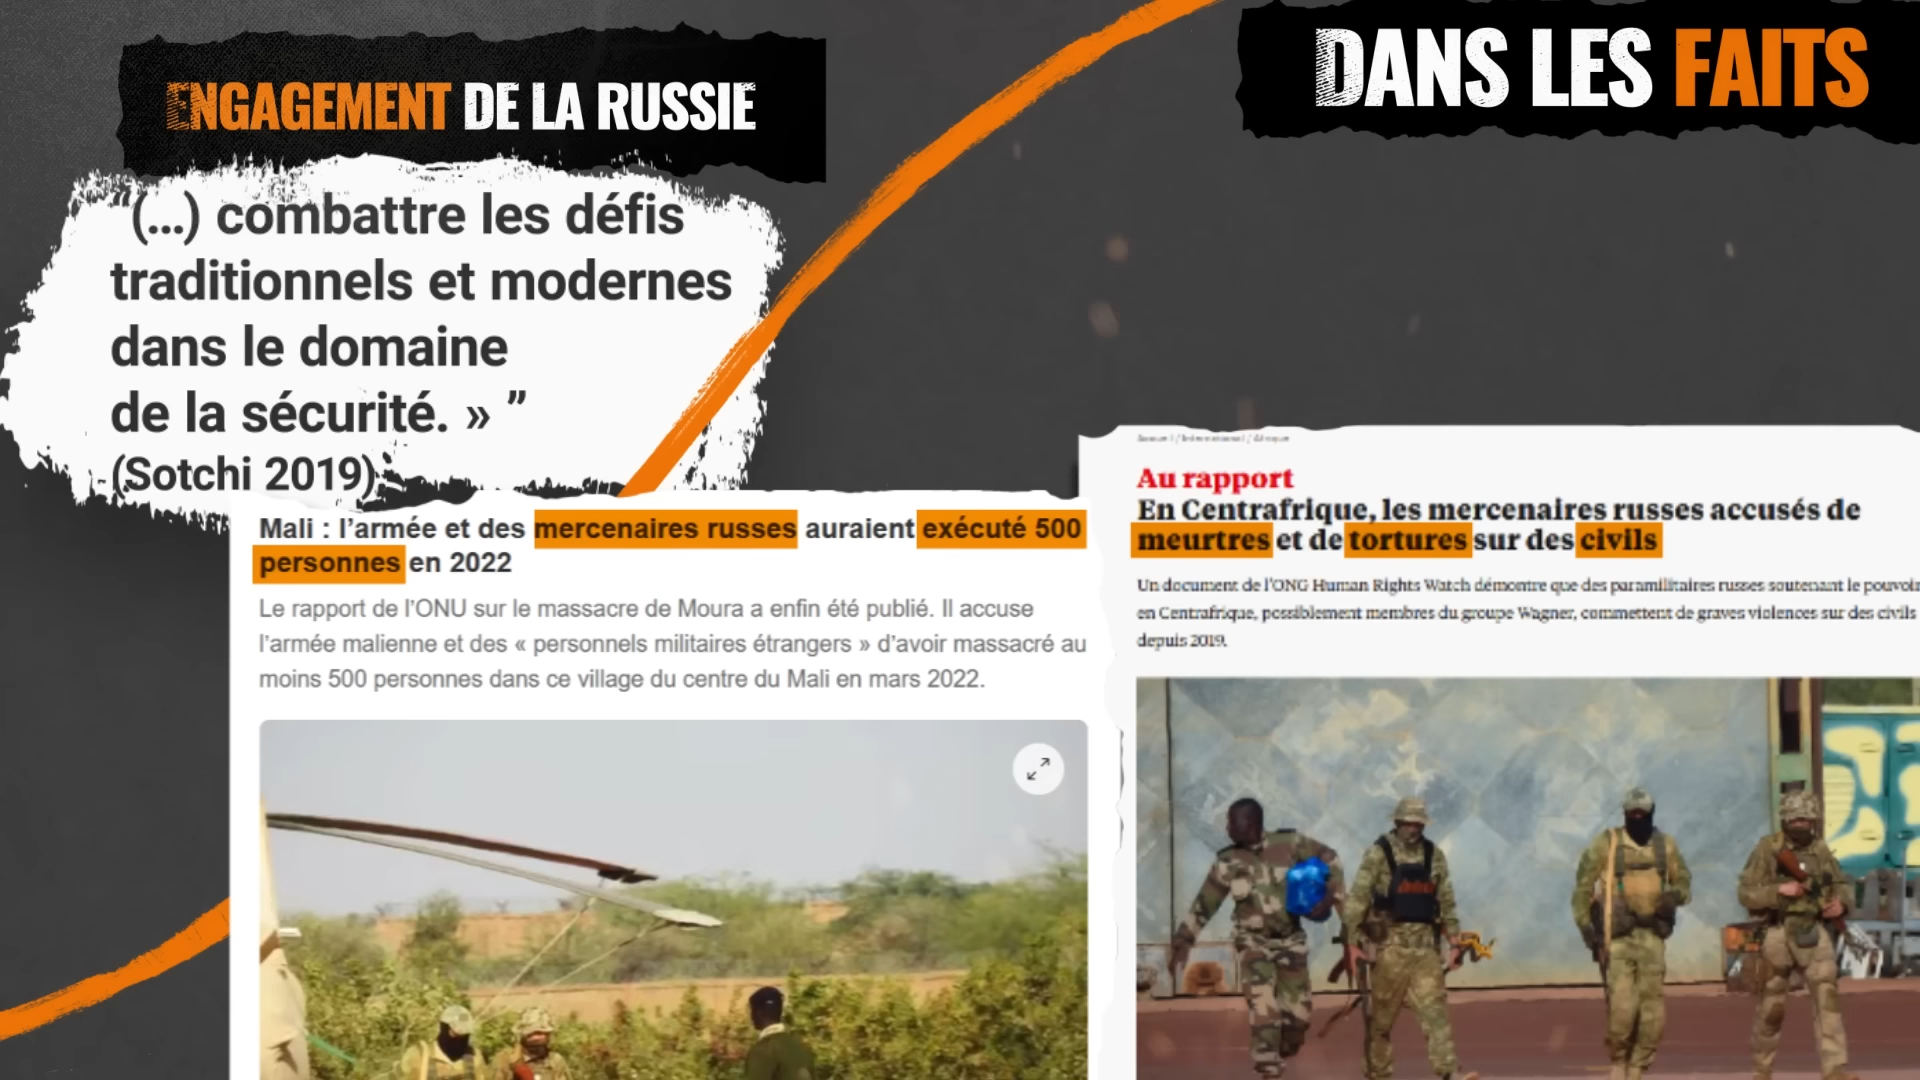 ENGAGEMENT DE LA RUSSIE
DANS LES FAITS
“(...) combattre les défis
traditionnels et modernes
dans le domaine
de la sécurité. » ”
(Sotchi 2019)
Mali : l’armée et des mercenaires russes auraient exécuté 500
personnes en 2022
Le rapport de l’ONU sur le massacre de Moura a enfin été publié. Il accuse
l’armée malienne et des « personnels militaires étrangers » d’avoir massacré au
moins 500 personnes dans ce village du centre du Mali en mars 2022.
Accueil / International / Afrique
Au rapport
En Centrafrique, les mercenaires russes accusés de
meurtres et de tortures sur des civils
Un document de l’ONG Human Rights Watch démontre que des paramilitaires russes soutenant le pouvoir
en Centrafrique, possiblement membres du groupe Wagner, commettent de graves violences sur des civils
depuis 2019.